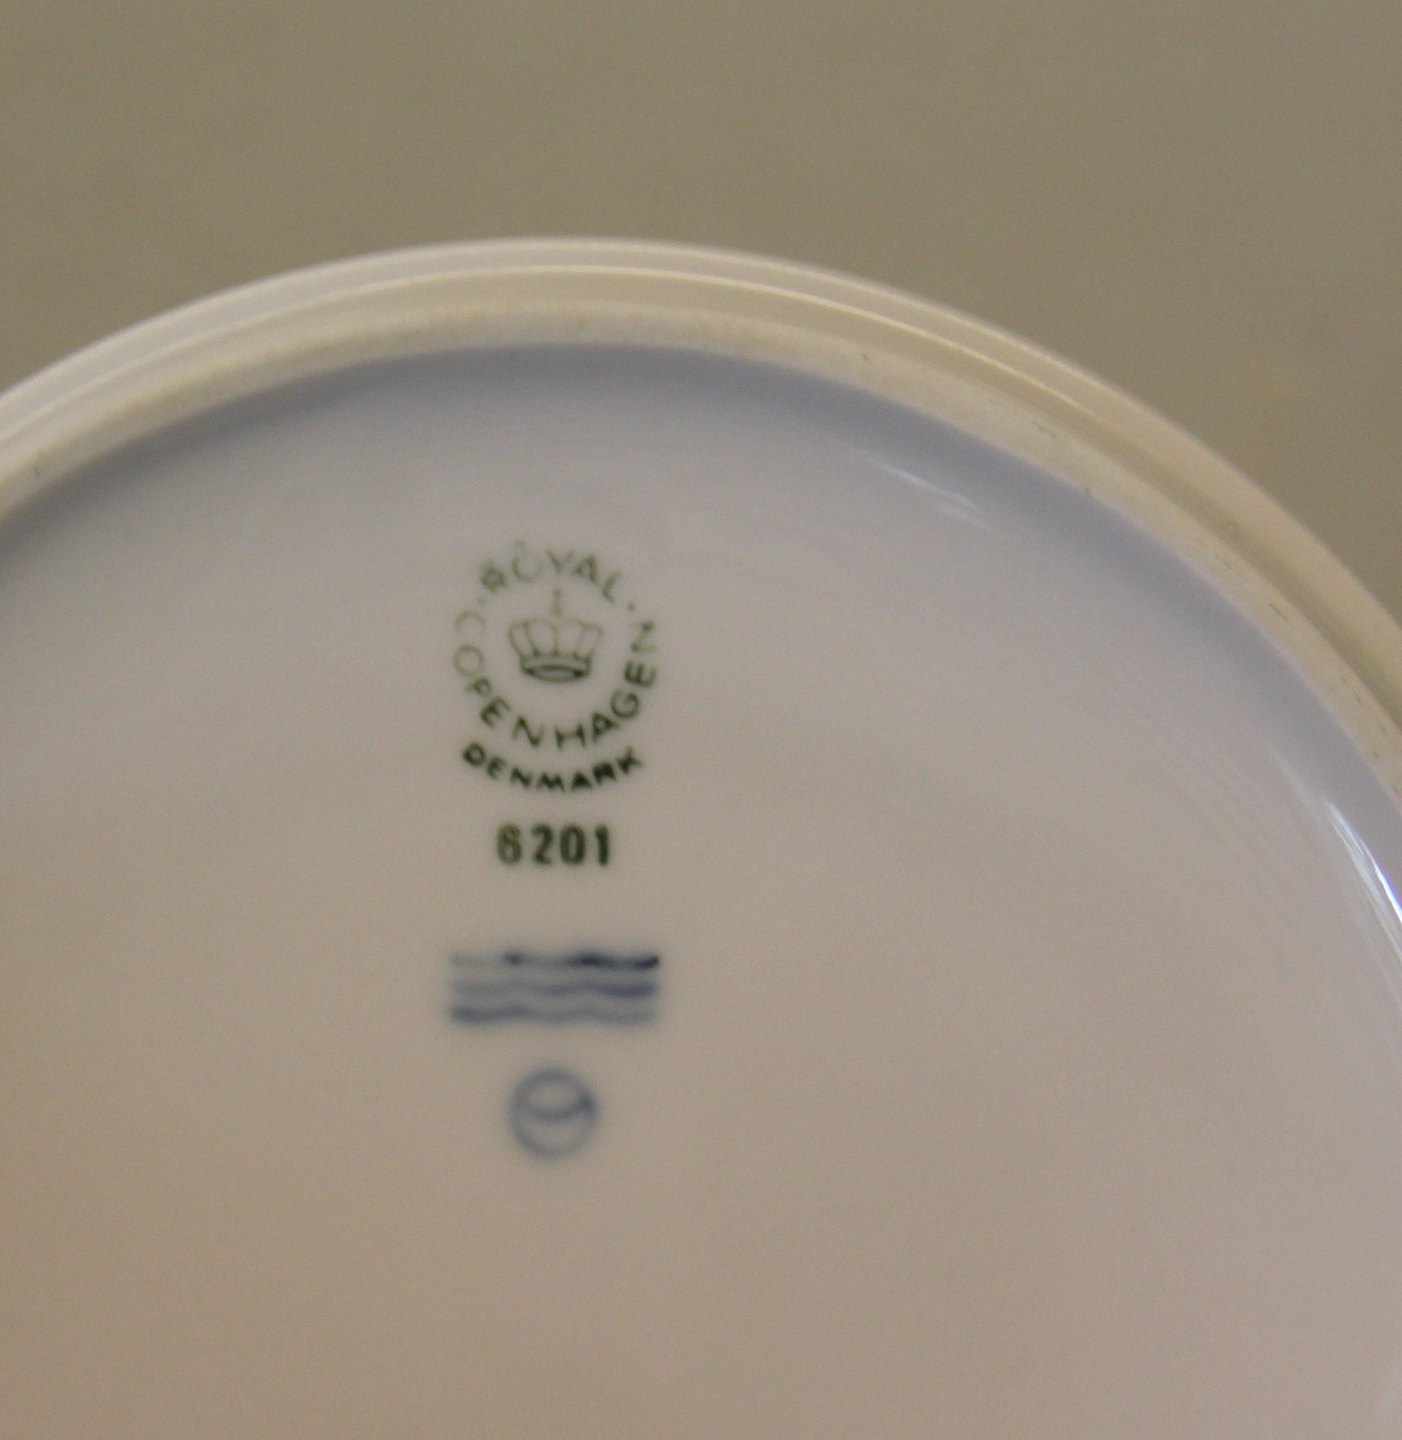 ROYAL
COPENHAGEN
DENMARK
6201